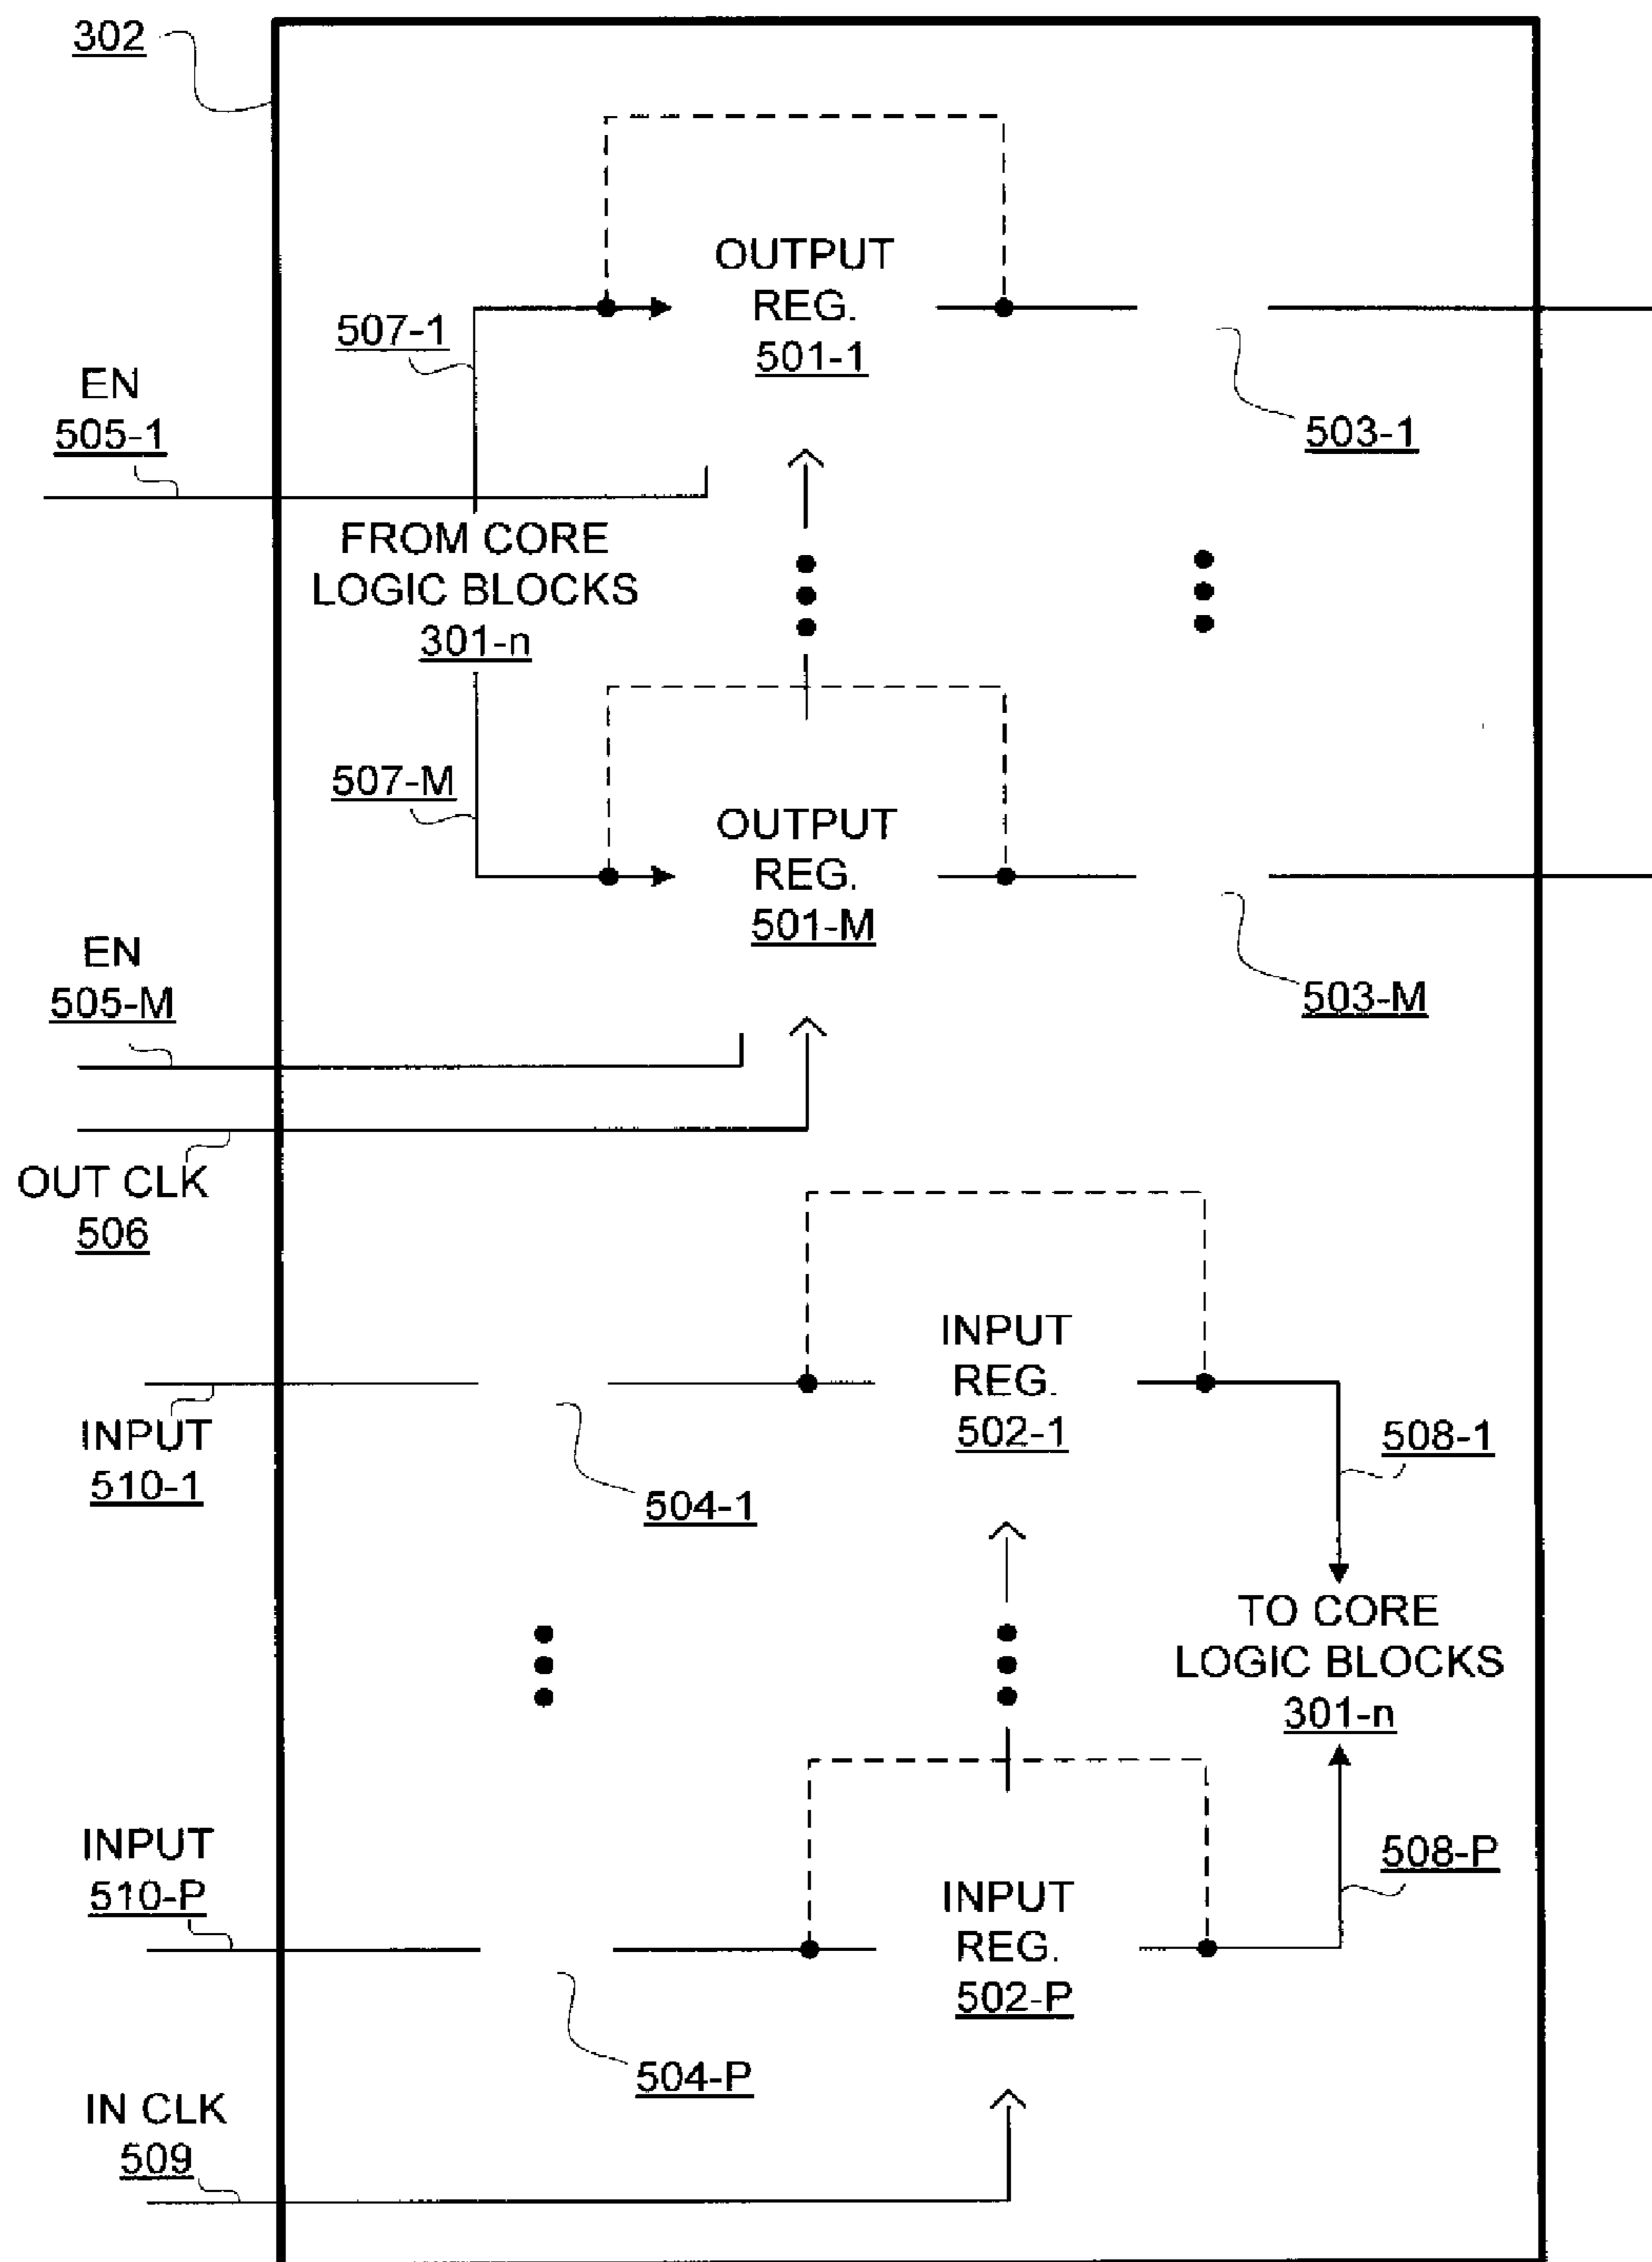 302
OUTPUT
REG.
501-1
507-1
EN
505-1
503-1
FROM CORE
LOGIC BLOCKS
301-n
507-M
OUTPUT
REG.
501-M
EN
505-M
503-M
OUT CLK
506
INPUT
REG.
502-1
INPUT
510-1
508-1
504-1
TO CORE
LOGIC BLOCKS
301-n
INPUT
510-P
508-P
INPUT
REG.
502-P
504-P
IN CLK
509